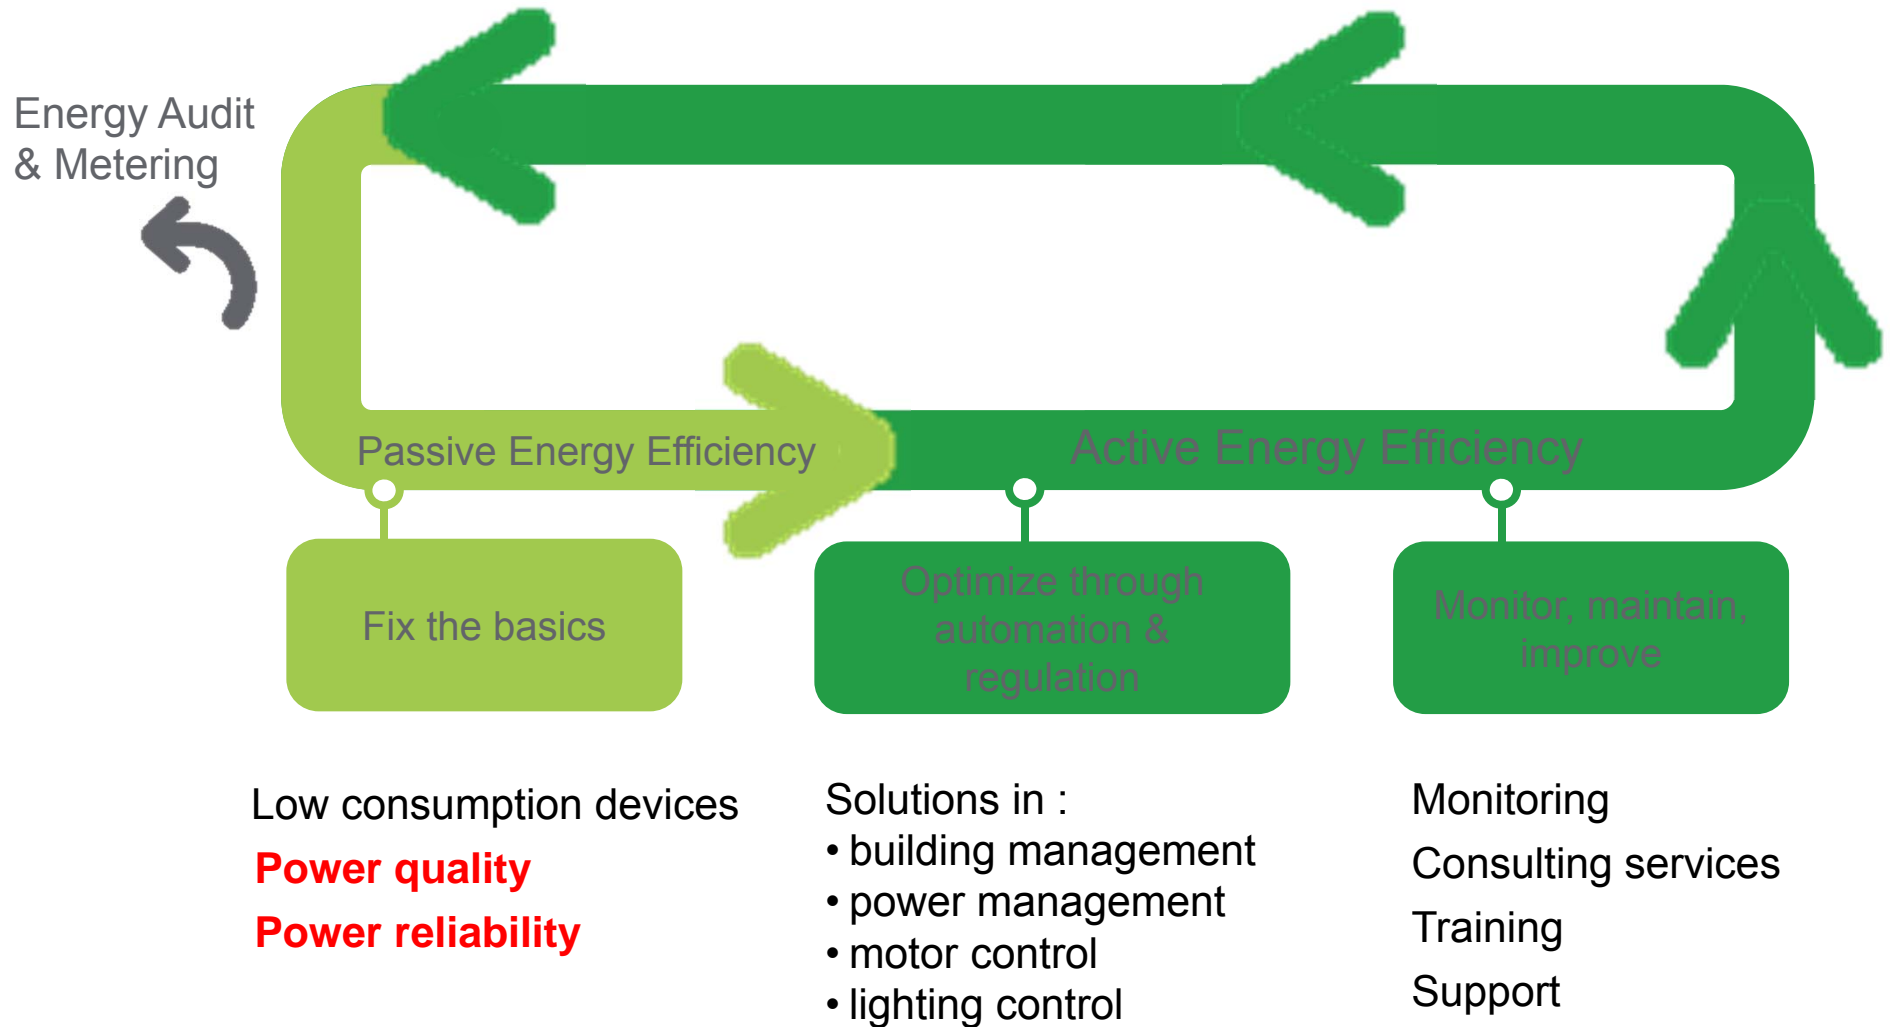 Energy Audit
& Metering
Passive Energy Efficiency
Active Energy Efficiency
Fix the basics
Optimize through
automation &
regulation
Monitor, maintain,
improve
Low consumption devices
Power quality
Power reliability
Solutions in :
• building management
• power management
• motor control
• lighting control
Monitoring
Consulting services
Training
Support